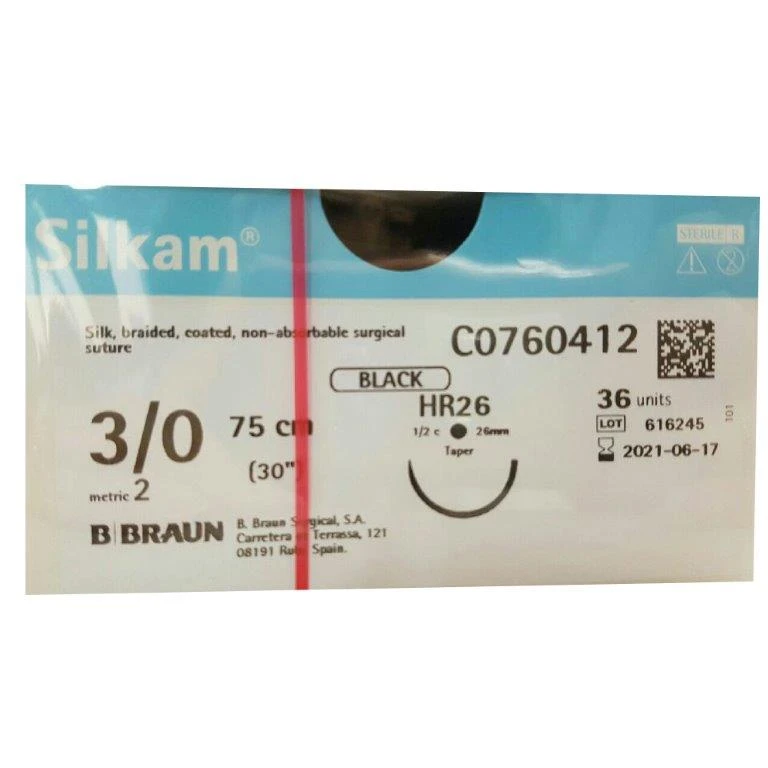 Silkam®
STERILE R
Silk, braided, coated, non-absorbable surgical
suture
C0760412
BLACK
3/0
75 cm
(30")
metric 2
HR26
1/2 c 26mm
Taper
36 units
LOT 616245
2021-06-17
101
B|BRAUN
B. Braun Surgical, S.A.
Carretera de Terrassa, 121
08191 Rubí Spain.